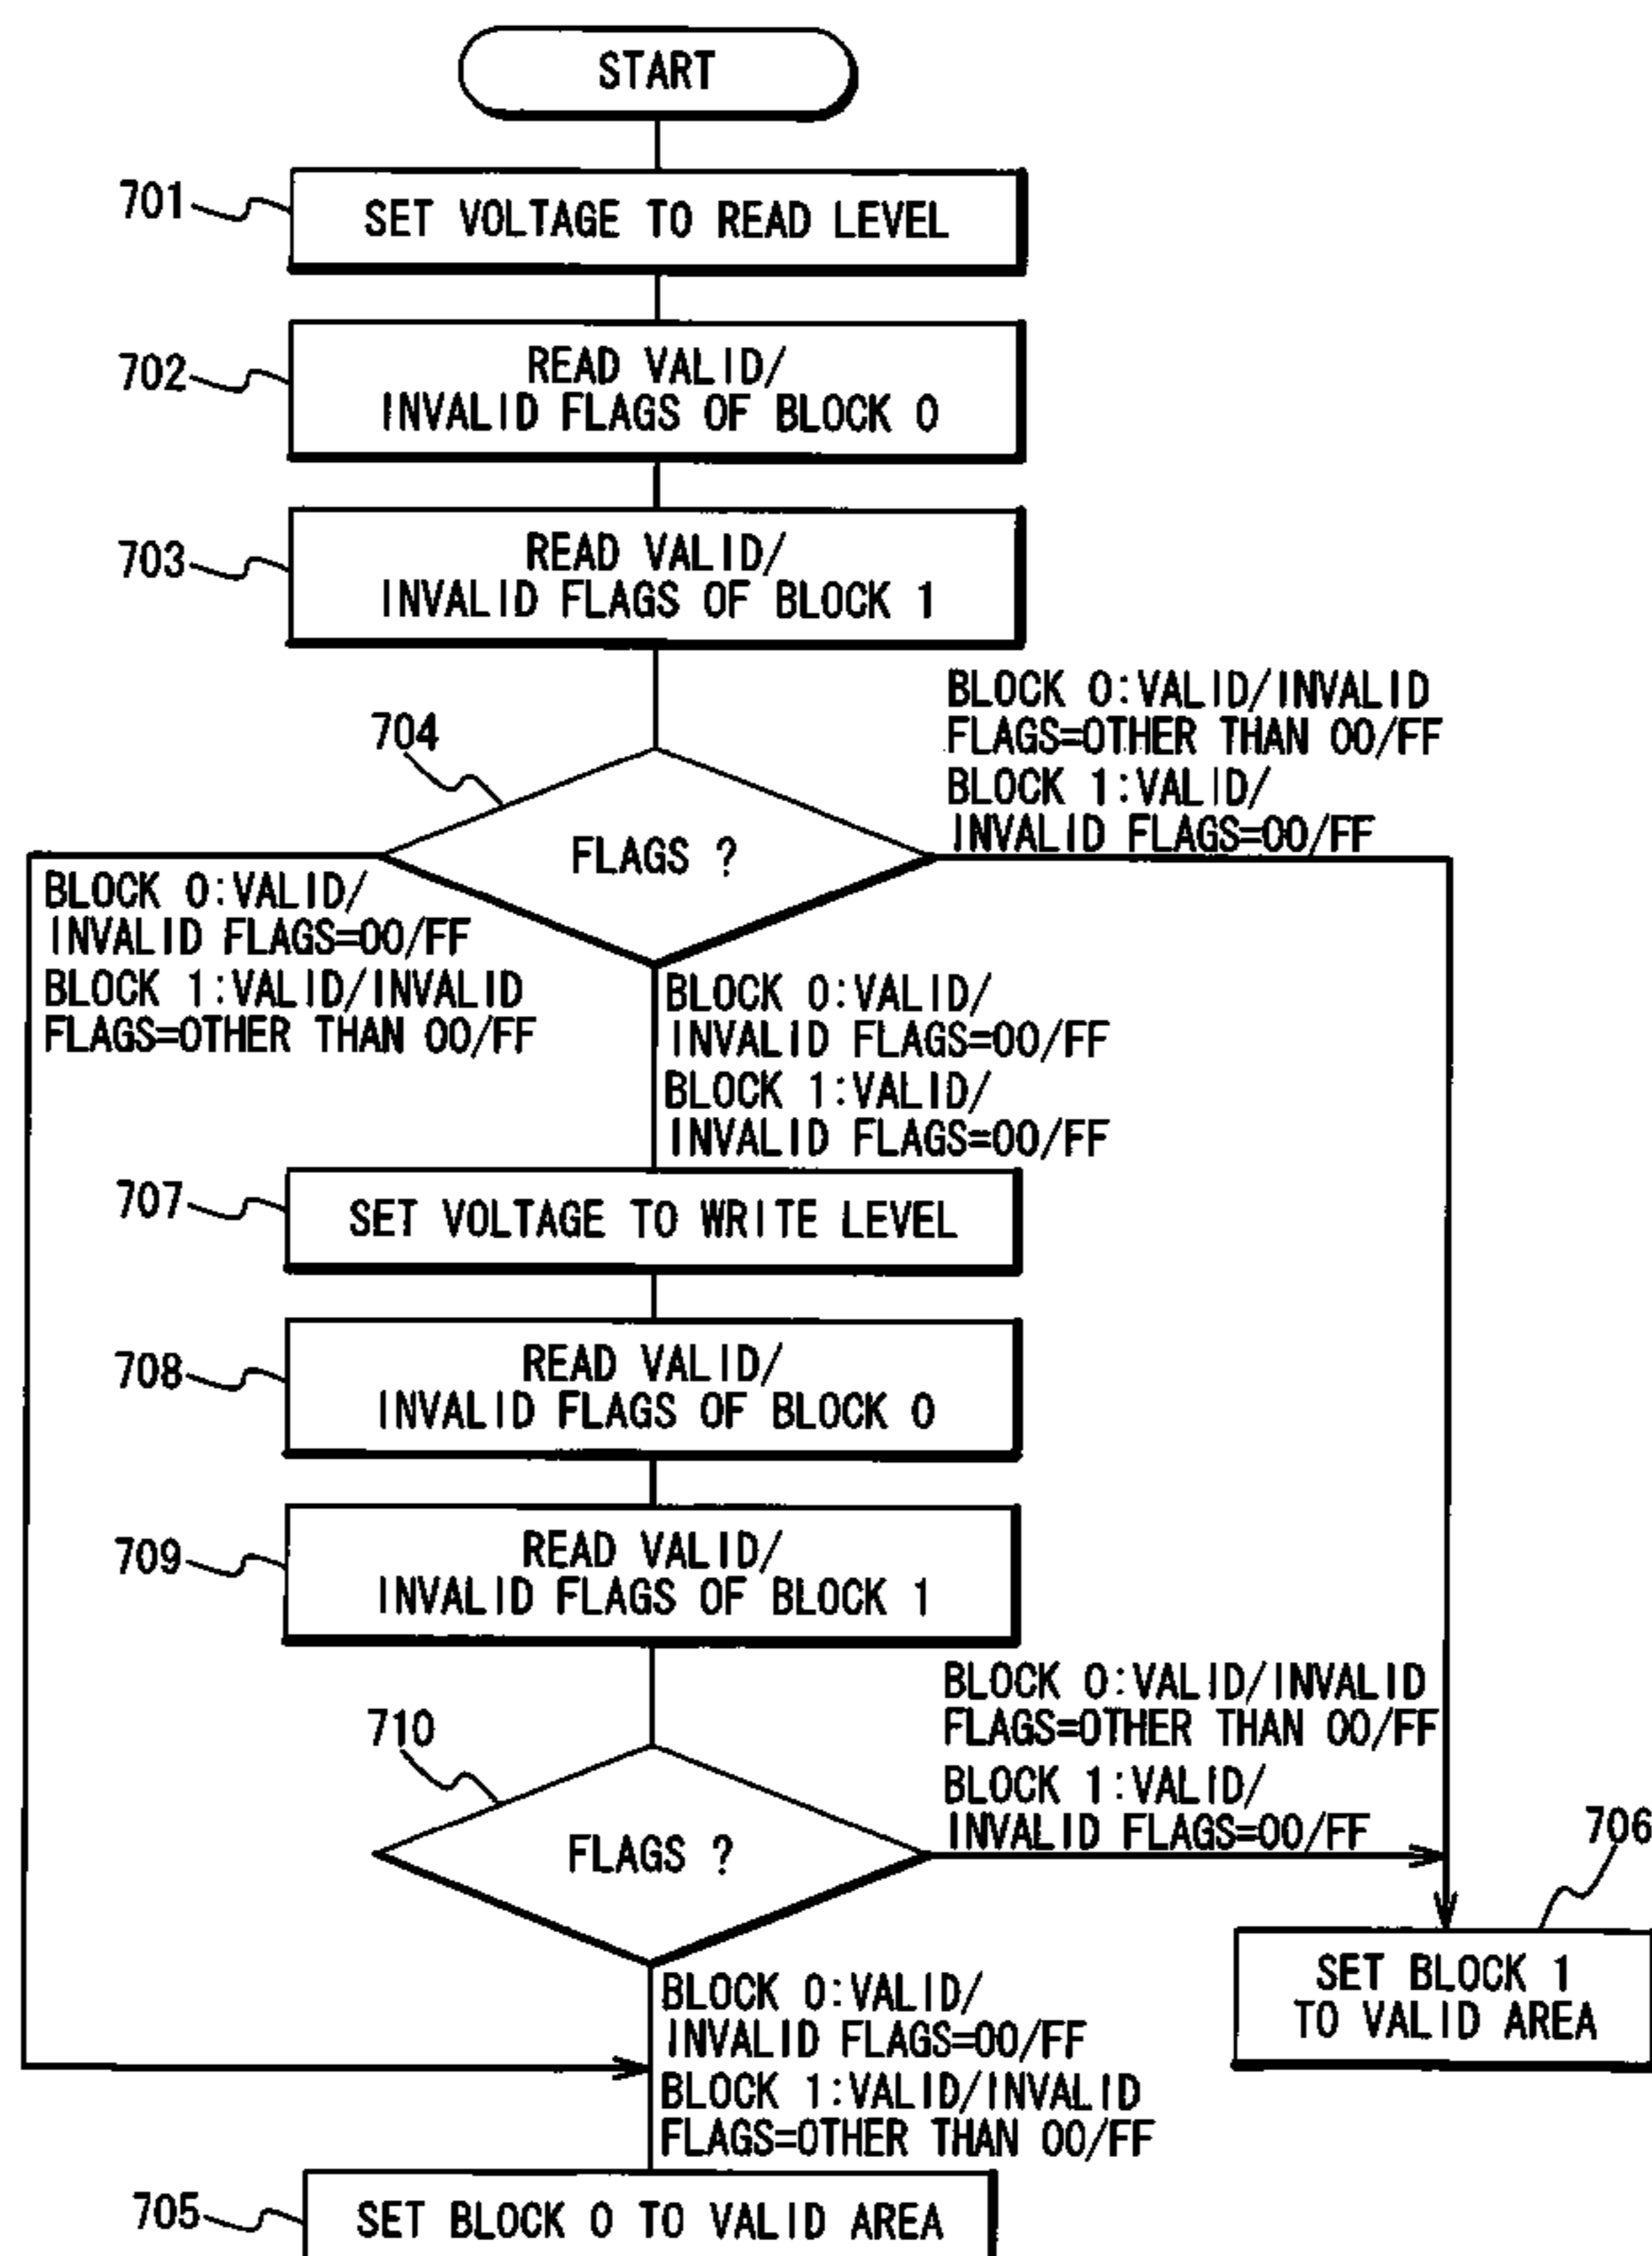 START
701
SET VOLTAGE TO READ LEVEL
702
READ VALID/
INVALID FLAGS OF BLOCK 0
703
READ VALID/
INVALID FLAGS OF BLOCK 1
704
FLAGS ?
BLOCK 0:VALID/INVALID
FLAGS=OTHER THAN 00/FF
BLOCK 1:VALID/
INVALID FLAGS=00/FF
BLOCK 0:VALID/
INVALID FLAGS=00/FF
BLOCK 1:VALID/INVALID
FLAGS=OTHER THAN 00/FF
BLOCK 0:VALID/
INVALID FLAGS=00/FF
BLOCK 1:VALID/
INVALID FLAGS=00/FF
707
SET VOLTAGE TO WRITE LEVEL
708
READ VALID/
INVALID FLAGS OF BLOCK 0
709
READ VALID/
INVALID FLAGS OF BLOCK 1
710
FLAGS ?
BLOCK 0:VALID/INVALID
FLAGS=OTHER THAN 00/FF
BLOCK 1:VALID/
INVALID FLAGS=00/FF
706
SET BLOCK 1
TO VALID AREA
BLOCK 0:VALID/
INVALID FLAGS=00/FF
BLOCK 1:VALID/INVALID
FLAGS=OTHER THAN 00/FF
705
SET BLOCK 0 TO VALID AREA